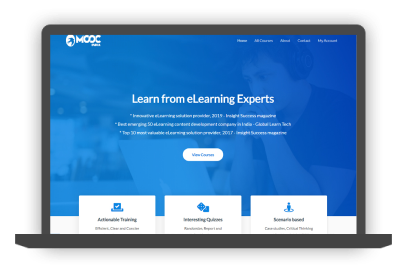 MOOC
Home All Courses About Contact My Account
Learn from eLearning Experts
* Innovative eLearning solution provider, 2019 - Insight Success magazine
* Best emerging 50 eLearning content development company in India - Global Learn Tech
* Top 10 most valuable eLearning solution provider, 2017 - Insight Success magazine
View Courses
Actionable Training Interesting Quizzes Scenario based
Efficient, Clear, and Concise Resolution, Report and Case studies, Critical Thinking